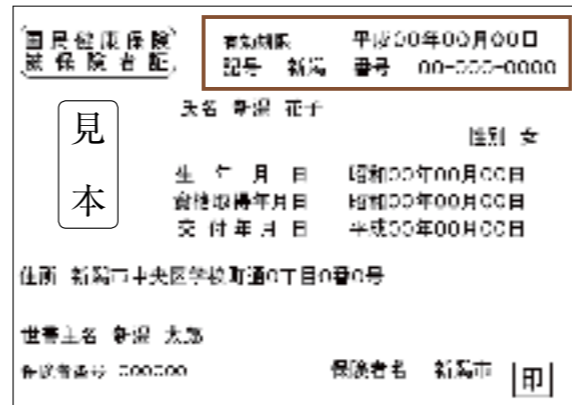 国民健康保険
被保険者証
有効期限 平成00年00月00日
記号 新潟 番号 00-000-0000
見本
氏名 新潟 花子
性別 女
生年月日 昭和00年00月00日
資格取得年月日 昭和00年00月00日
交付年月日 平成00年00月00日
住所 新潟市中央区学校町通0丁目0番0号
世帯主名 新潟 太郎
保険者番号 000000 保険者名 新潟市 印